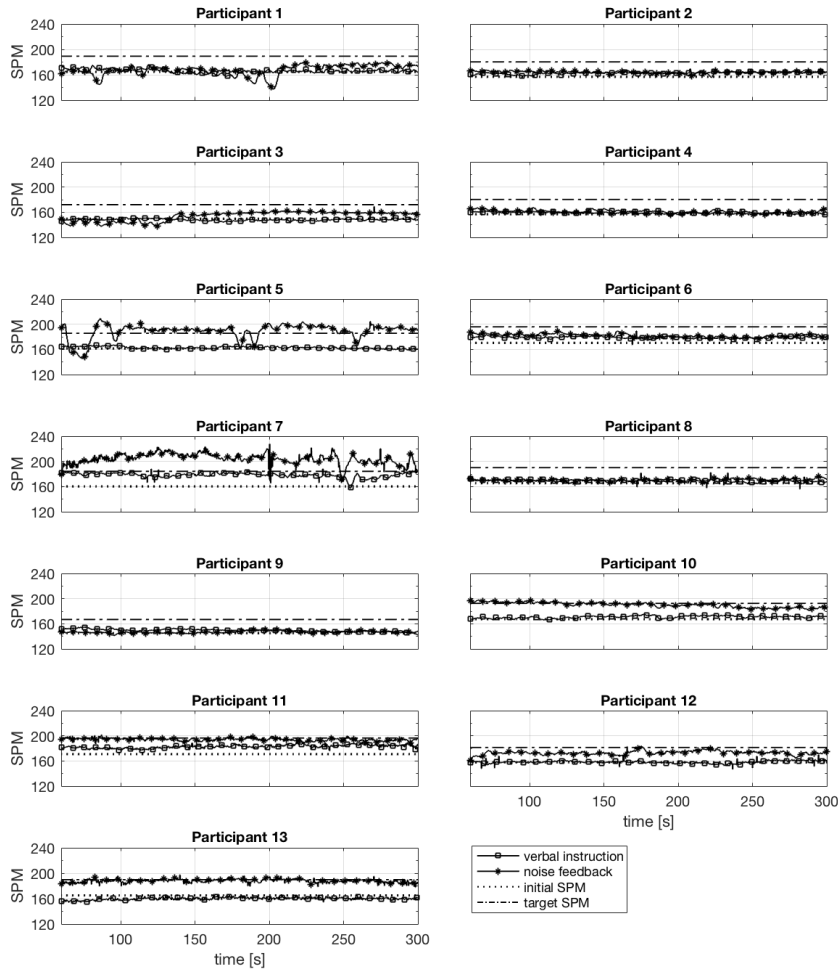 Participant 1
SPM
240
200
160
120
Participant 2
Participant 3
SPM
240
200
160
120
Participant 4
Participant 5
SPM
240
200
160
120
Participant 6
Participant 7
SPM
240
200
160
120
Participant 8
Participant 9
SPM
240
200
160
120
Participant 10
Participant 11
SPM
240
200
160
120
Participant 12
100 150 200 250 300
time [s]
Participant 13
SPM
240
200
160
120
100 150 200 250 300
time [s]
verbal instruction
noise feedback
initial SPM
target SPM